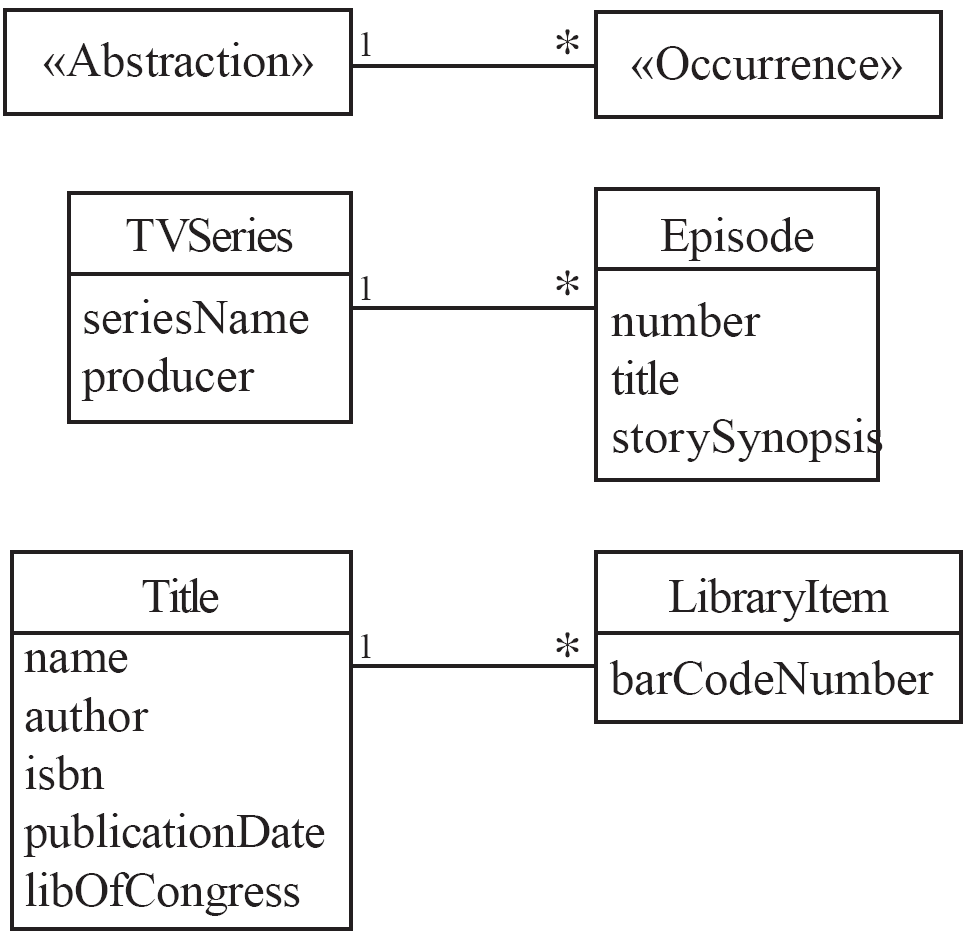 «Abstraction»
1
*
«Occurrence»
TVSeries
seriesName
producer
1
*
Episode
number
title
storySynopsis
Title
name
author
isbn
publicationDate
libOfCongress
1
*
LibraryItem
barCodeNumber